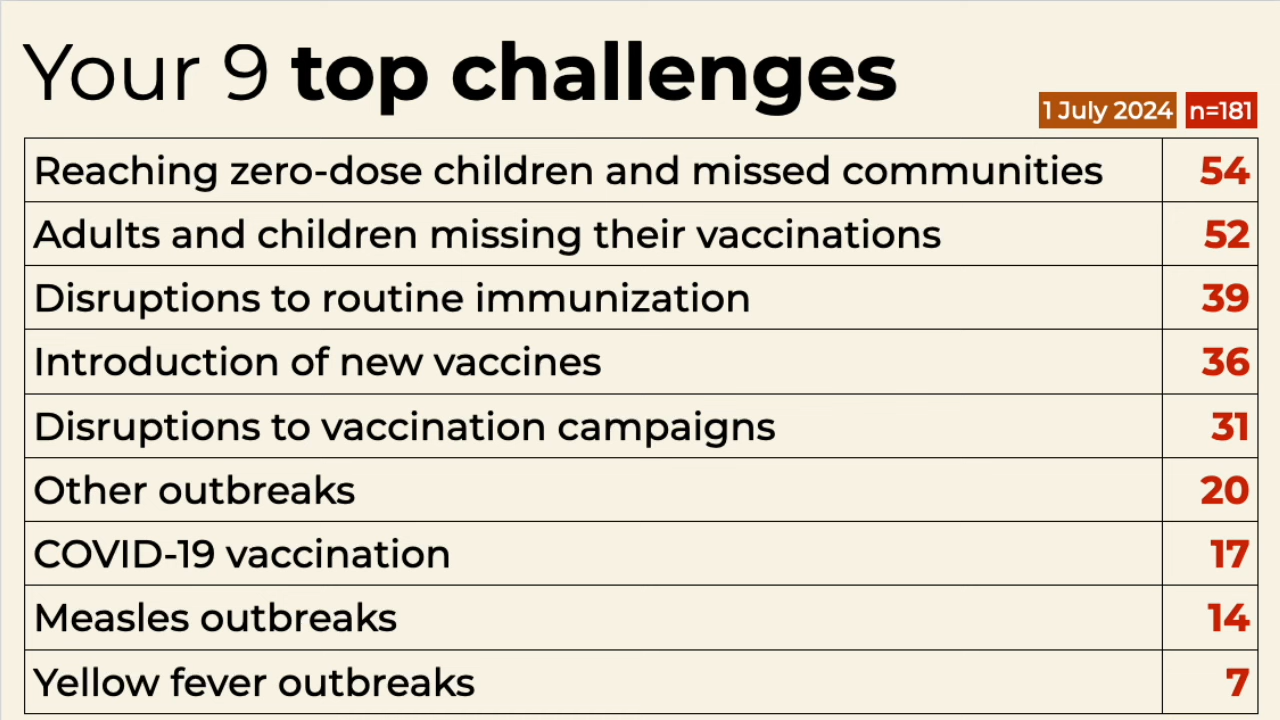 Your 9 top challenges
1 July 2024 n=181
Reaching zero-dose children and missed communities 54
Adults and children missing their vaccinations 52
Disruptions to routine immunization 39
Introduction of new vaccines 36
Disruptions to vaccination campaigns 31
Other outbreaks 20
COVID-19 vaccination 17
Measles outbreaks 14
Yellow fever outbreaks 7